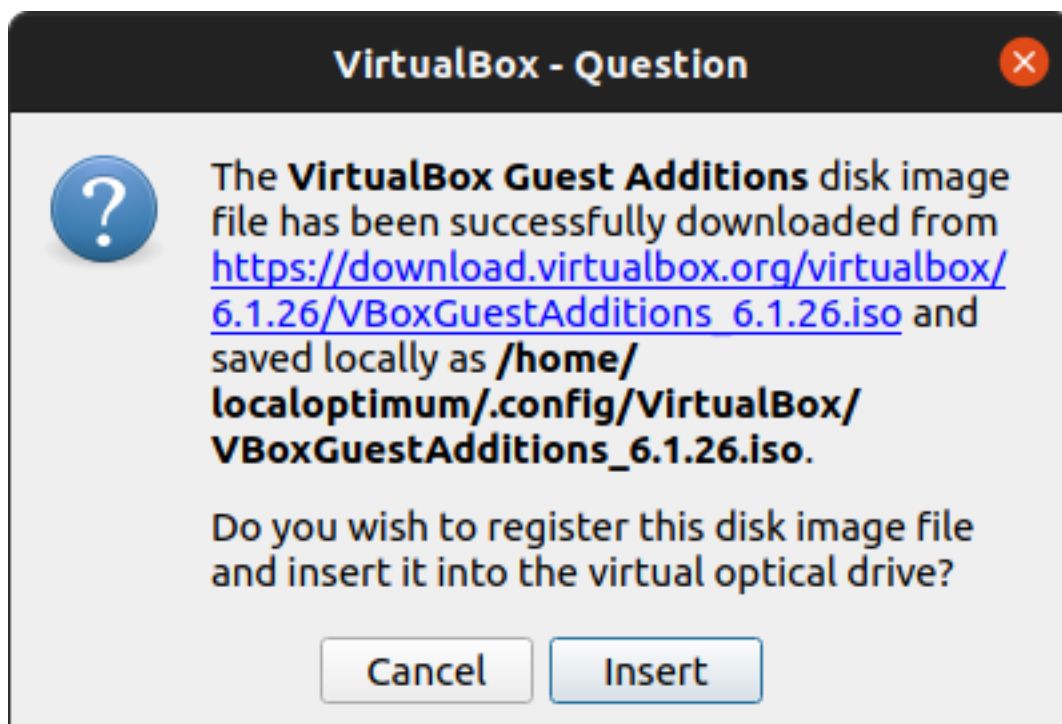 VirtualBox - Question
The VirtualBox Guest Additions disk image
file has been successfully downloaded from
https://download.virtualbox.org/virtualbox/
6.1.26/VBoxGuestAdditions_6.1.26.iso and
saved locally as /home/
localoptimum/.config/VirtualBox/
VBoxGuestAdditions_6.1.26.iso.
Do you wish to register this disk image file
and insert it into the virtual optical drive?
Cancel
Insert